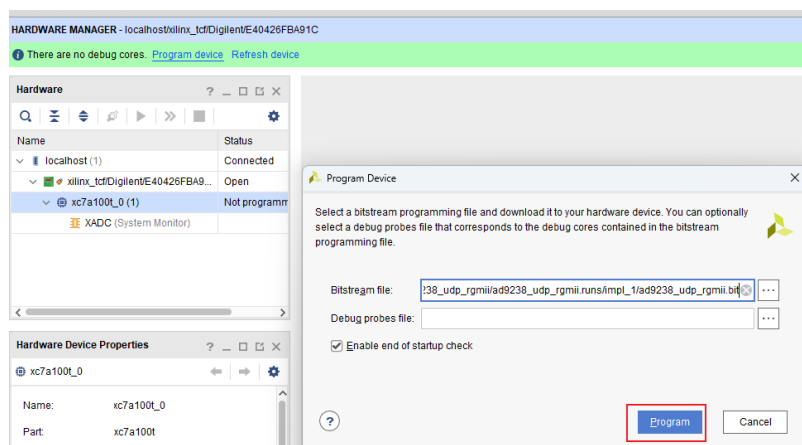 HARDWARE MANAGER - localhost/xilinx_tcf/Digilent/E40426FBA91C
There are no debug cores. Program device Refresh device
Hardware
Name Status
localhost (1) Connected
xilinx_tcf/Digilent/E40426FBA9... Open
xc7a100t_0 (1) Not programm
XADC (System Monitor)
Hardware Device Properties
xc7a100t_0
Name: xc7a100t_0
Part: xc7a100t
Program Device
Select a bitstream programming file and download it to your hardware device. You can optionally
select a debug probes file that corresponds to the debug cores contained in the bitstream
programming file.
Bitstream file: 238_udp_rgmii/ad9238_udp_rgmii.runs/impl_1/ad9238_udp_rgmii.bit
Debug probes file:
Enable end of startup check
Program Cancel